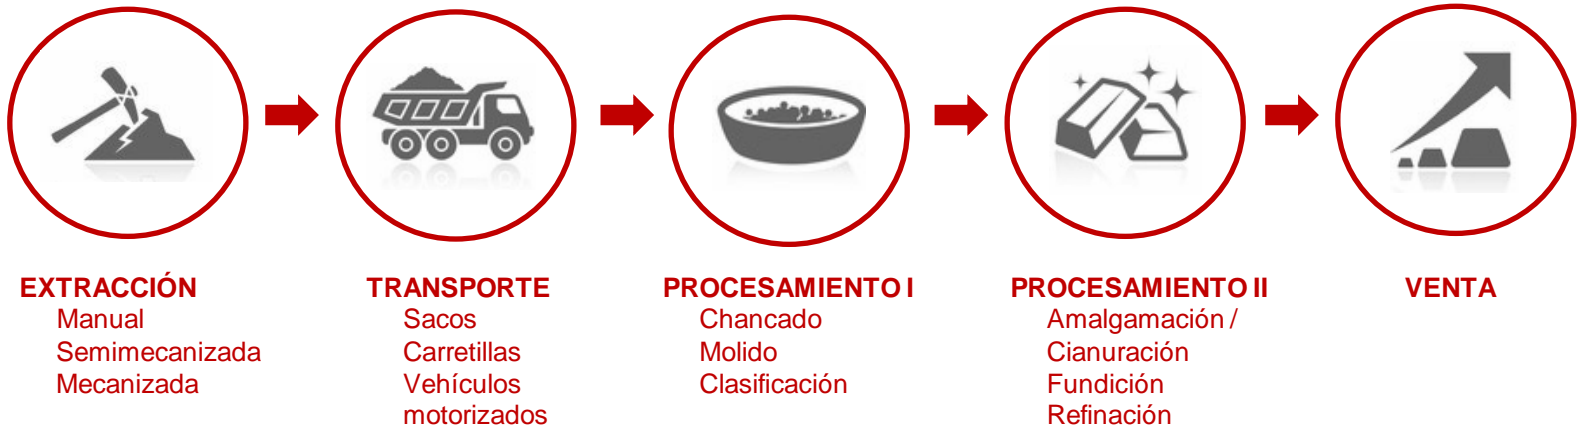 EXTRACCIÓN
Manual
Semimecanizada
Mecanizada
TRANSPORTE
Sacos
Carretillas
Vehículos
motorizados
PROCESAMIENTO I
Chancado
Molido
Clasificación
PROCESAMIENTO II
Amalgamación /
Cianuración
Fundición
Refinación
VENTA